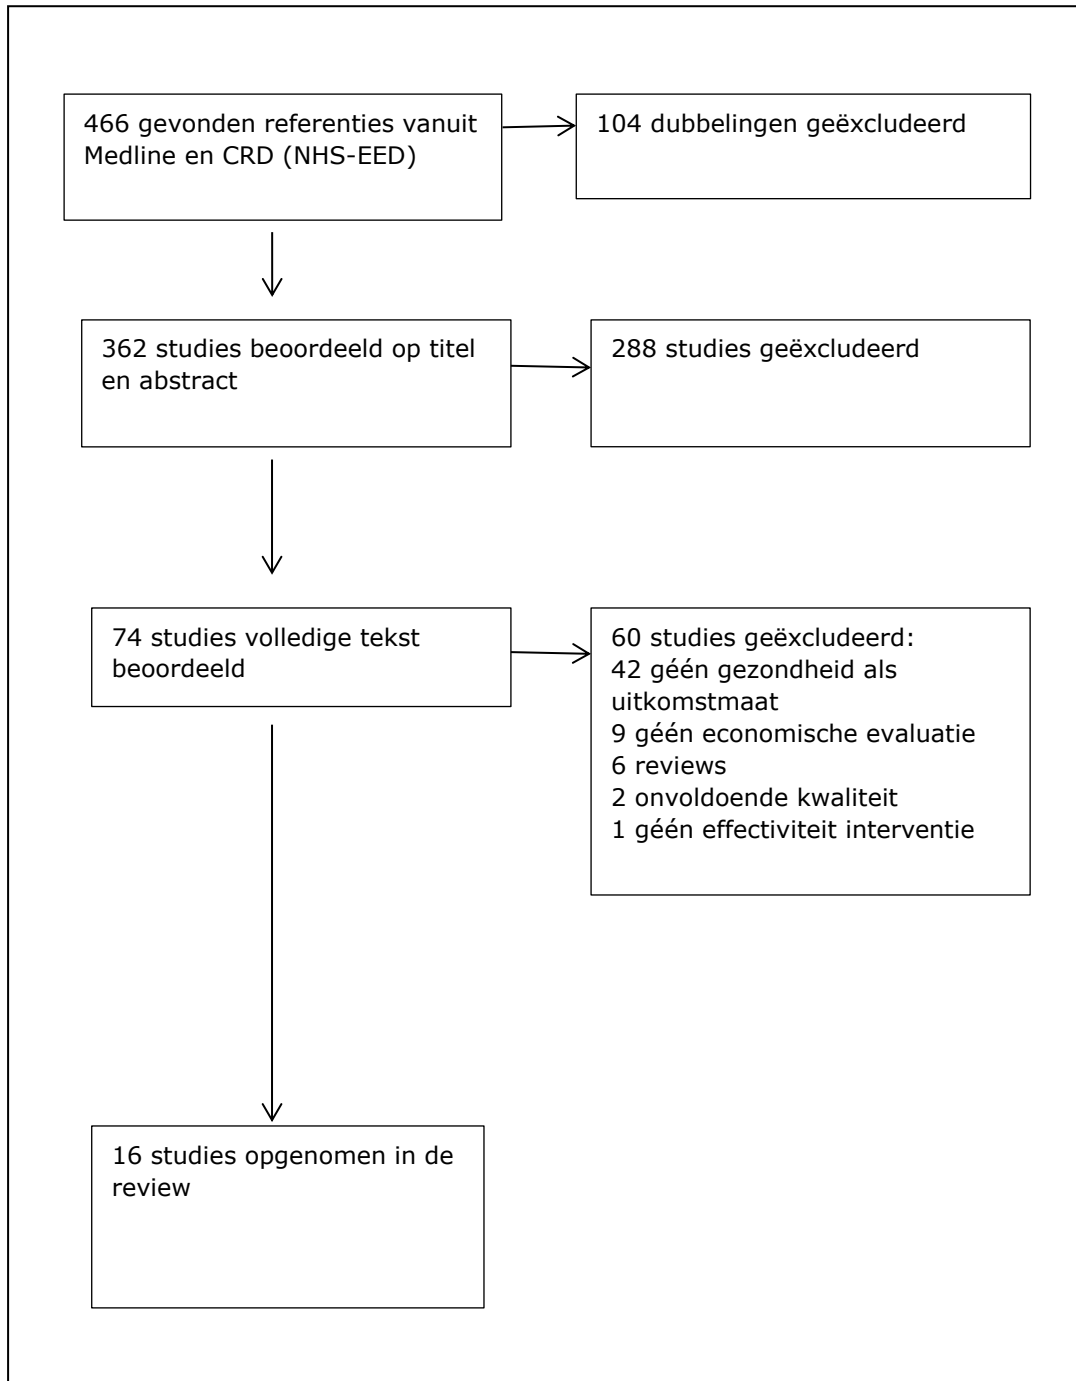 466 gevonden referenties vanuit
Medline en CRD (NHS-EED)
104 dubbelingen geëxcludeerd
362 studies beoordeeld op titel
en abstract
288 studies geëxcludeerd
74 studies volledige tekst
beoordeeld
60 studies geëxcludeerd:
42 géén gezondheid als
uitkomstmaat
9 géén economische evaluatie
6 reviews
2 onvoldoende kwaliteit
1 géén effectiviteit interventie
16 studies opgenomen in de
review